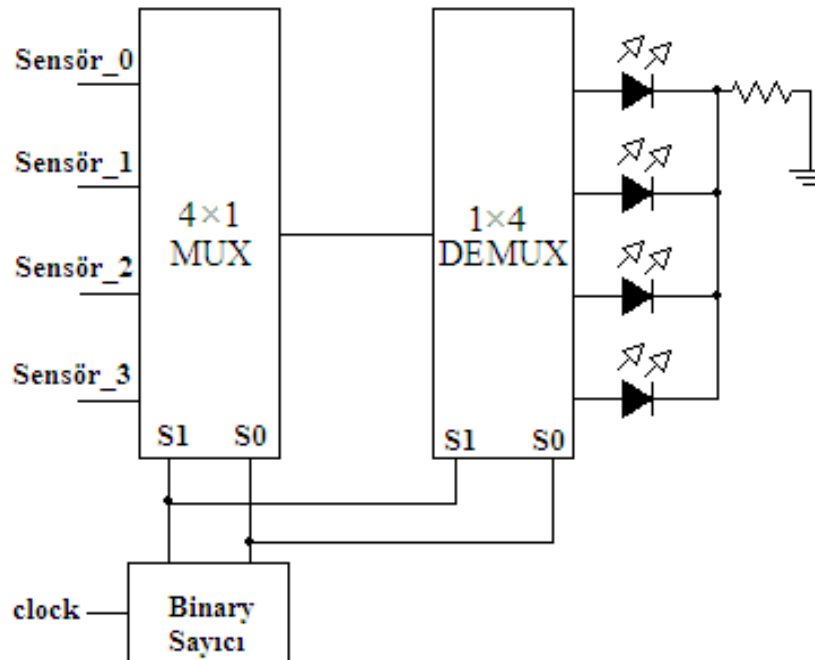 Sensör_0
Sensör_1
Sensör_2
Sensör_3
4×1
MUX
S1 S0
1×4
DEMUX
S1 S0
clock
Binary
Sayıcı